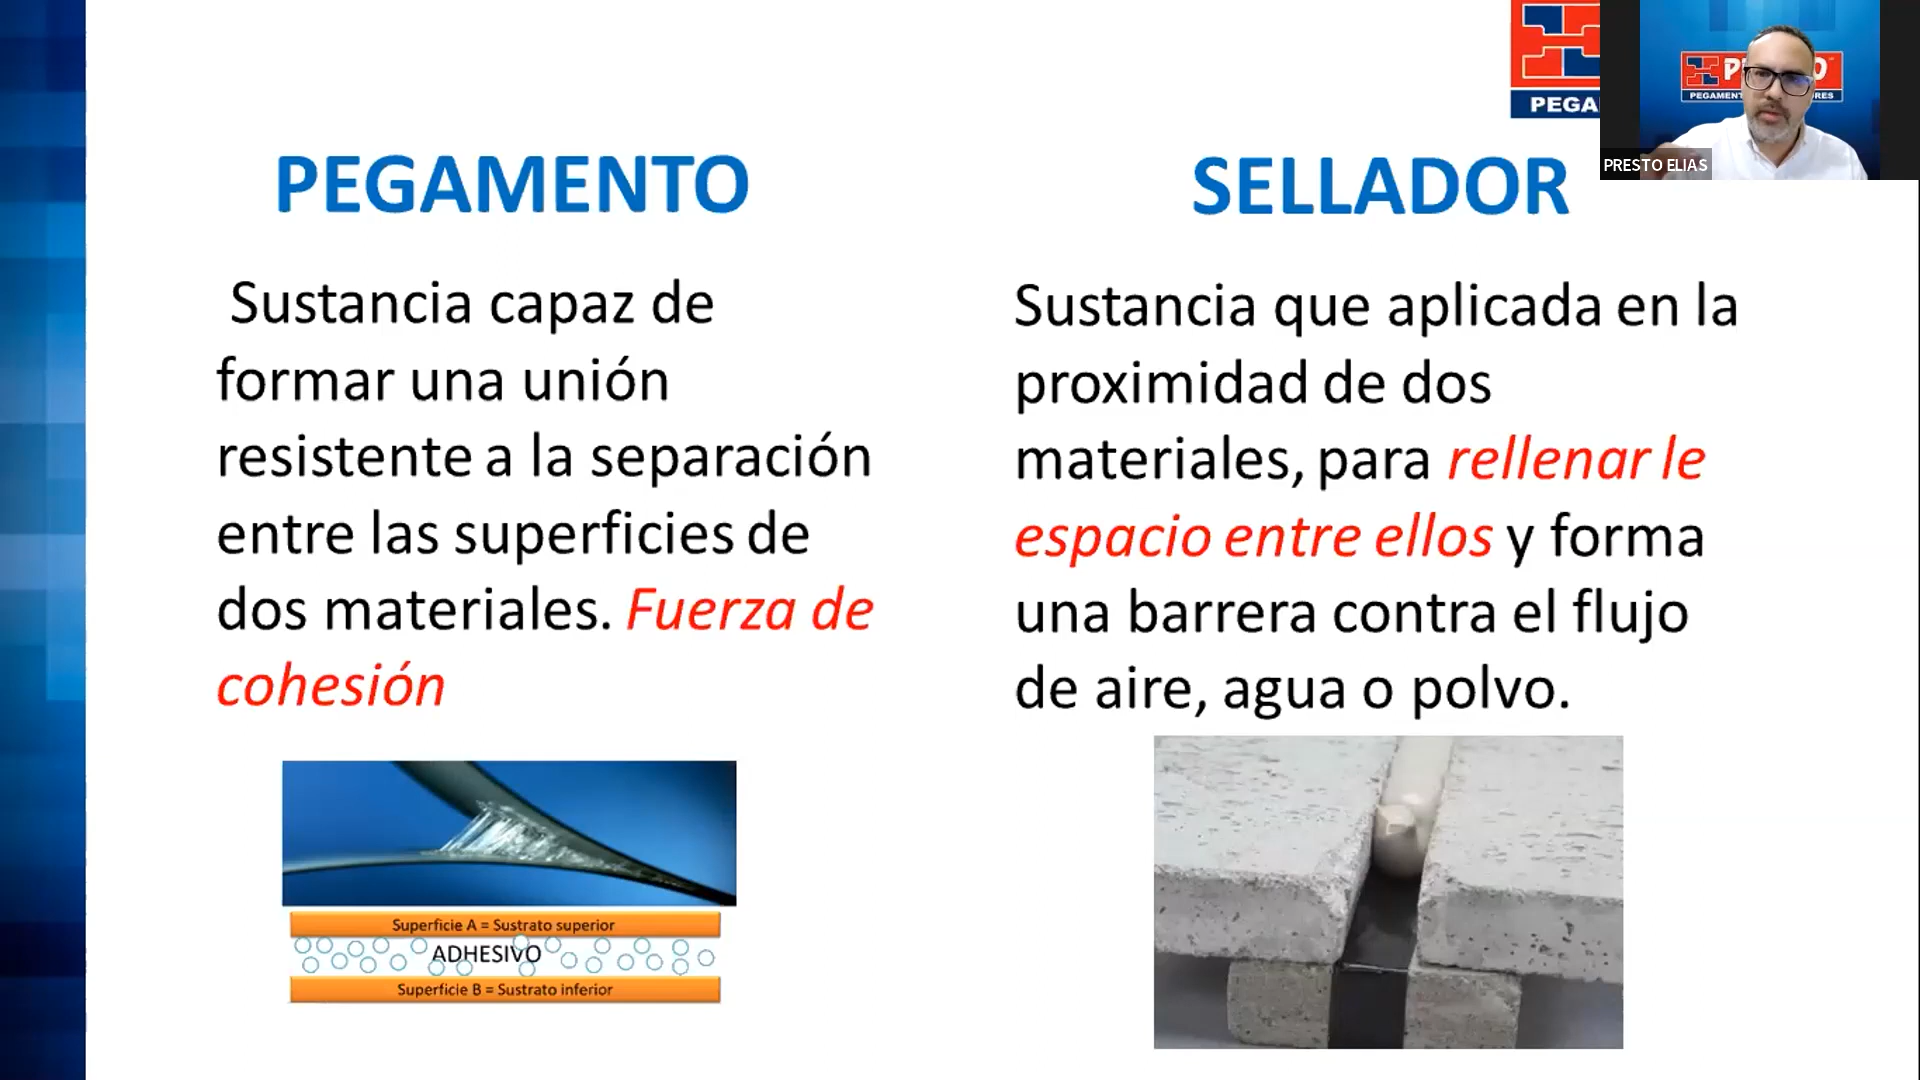 PEGAMENTO
Sustancia capaz de
formar una unión
resistente a la separación
entre las superficies de
dos materiales. Fuerza de
cohesión
Superficie A = Sustrato superior
ADHESIVO
Superficie B = Sustrato inferior
SELLADOR
Sustancia que aplicada en la
proximidad de dos
materiales, para rellenar le
espacio entre ellos y forma
una barrera contra el flujo
de aire, agua o polvo.
PEGA
PRESTO ELIAS